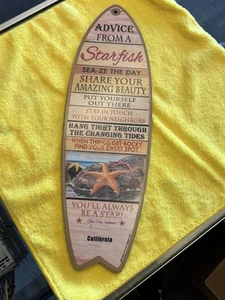 ADVICE
FROM A
Starfish
SEA-ZE THE DAY
SHARE YOUR
AMAZING BEAUTY
PUT YOURSELF
OUT THERE
STAY IN TOUCH
WITH YOUR NEIGHBORS
HANG TIGHT THROUGH
THE CHANGING TIDES
WHEN THINGS GET ROCKY
FIND YOUR SWEET SPOT
YOU'LL ALWAYS
BE A STAR!
California